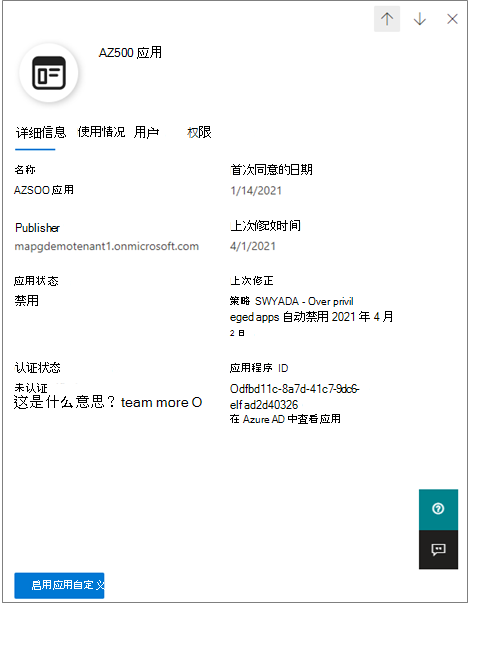 AZ500 应用
详细信息 使用情况 用户 权限
名称
AZSOO 应用
首次同意的日期
1/14/2021
Publisher
mapgdemotenant1.onmicrosoft.com
上次修改时间
4/1/2021
应用状态
禁用
上次修正
策略 SWYADA - Over privil
eged apps 自动禁用 2021 年 4 月
2 日
认证状态
未认证
这是什么意思？team more O
应用程序 ID
Odfbd11c-8a7d-41c7-9dc6-
elfad2d40326
在 Azure AD 中查看应用
启用应用自定义